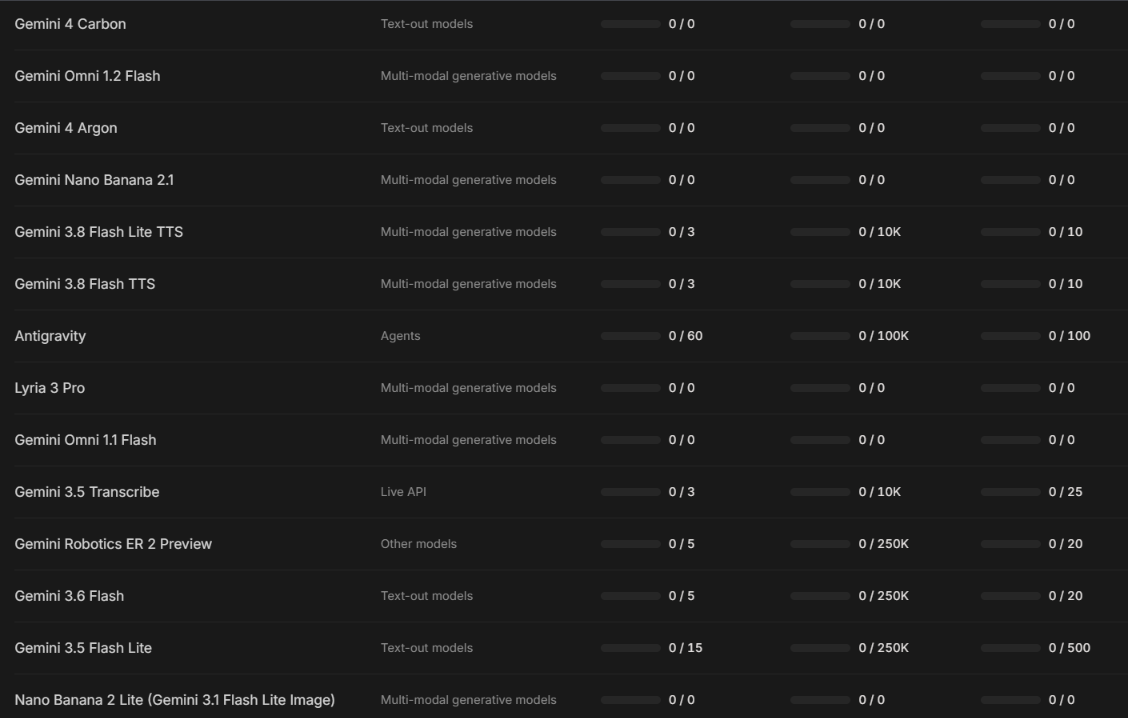 Gemini 4 Carbon Text-out models 0 / 0 0 / 0 0 / 0
Gemini Omni 1.2 Flash Multi-modal generative models 0 / 0 0 / 0 0 / 0
Gemini 4 Argon Text-out models 0 / 0 0 / 0 0 / 0
Gemini Nano Banana 2.1 Multi-modal generative models 0 / 0 0 / 0 0 / 0
Gemini 3.8 Flash Lite TTS Multi-modal generative models 0 / 3 0 / 10K 0 / 10
Gemini 3.8 Flash TTS Multi-modal generative models 0 / 3 0 / 10K 0 / 10
Antigravity Agents 0 / 60 0 / 100K 0 / 100
Lyria 3 Pro Multi-modal generative models 0 / 0 0 / 0 0 / 0
Gemini Omni 1.1 Flash Multi-modal generative models 0 / 0 0 / 0 0 / 0
Gemini 3.5 Transcribe Live API 0 / 3 0 / 10K 0 / 25
Gemini Robotics ER 2 Preview Other models 0 / 5 0 / 250K 0 / 20
Gemini 3.6 Flash Text-out models 0 / 5 0 / 250K 0 / 20
Gemini 3.5 Flash Lite Text-out models 0 / 15 0 / 250K 0 / 500
Nano Banana 2 Lite (Gemini 3.1 Flash Lite Image) Multi-modal generative models 0 / 0 0 / 0 0 / 0